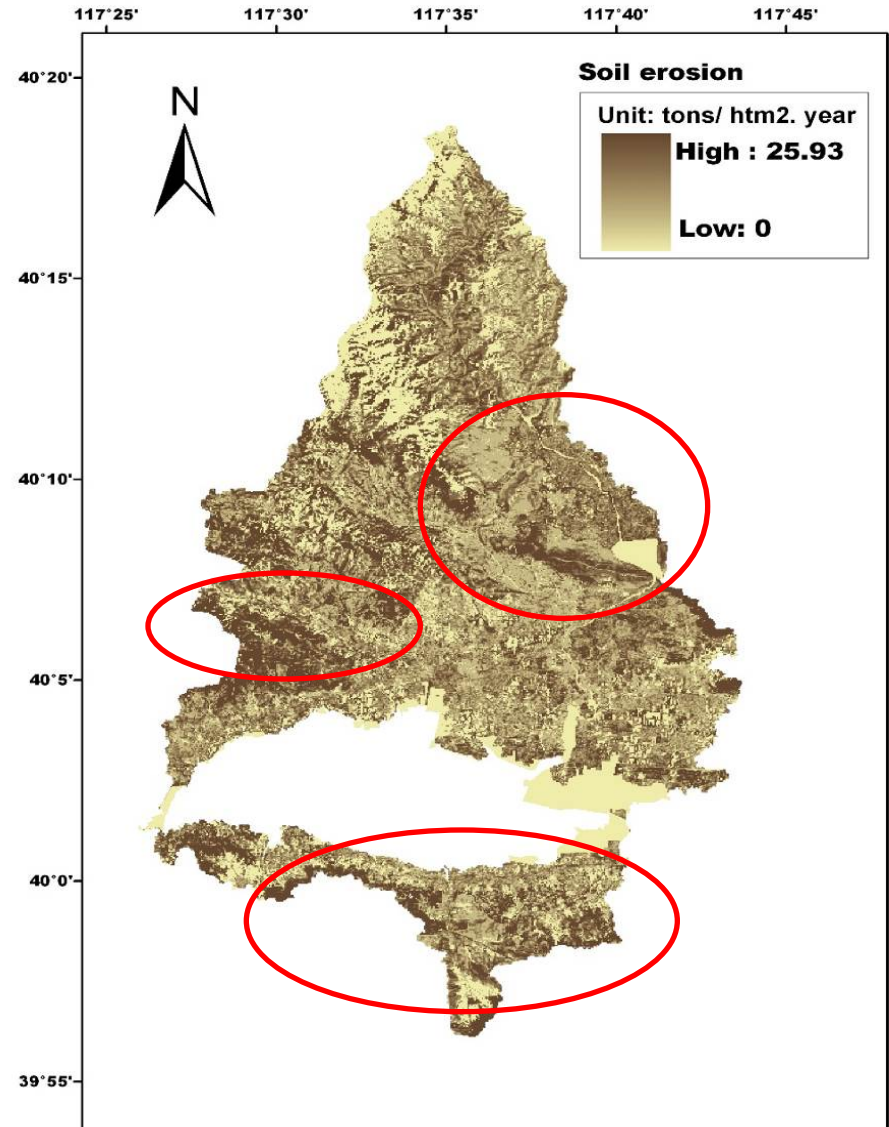 117°25' 117°30' 117°35' 117°40' 117°45'
40°20'
N
Soil erosion
Unit: tons/ htm2. year
High : 25.93
Low: 0
40°15'
40°10'
40°5'
40°0'
39°55'